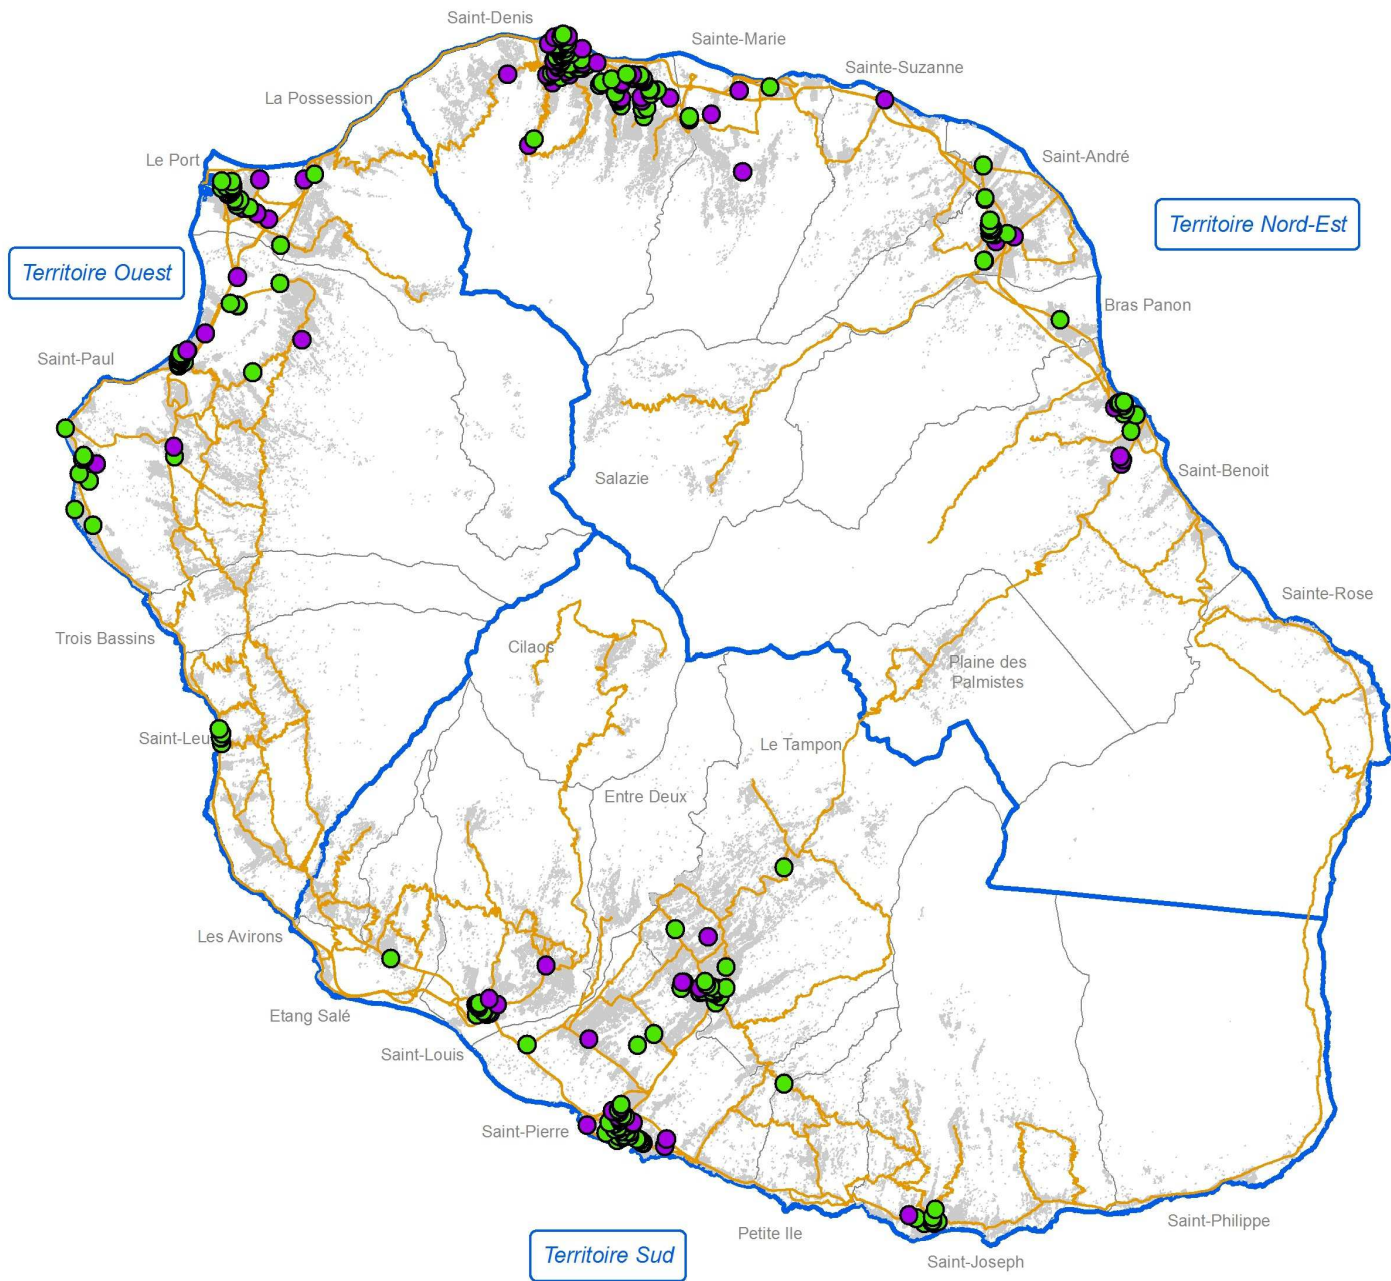 Saint-Denis
Sainte-Marie
Sainte-Suzanne
La Possession
Le Port
Saint-André
Territoire Nord-Est
Territoire Ouest
Bras Panon
Saint-Paul
Salazie
Saint-Benoit
Sainte-Rose
Trois Bassins
Cilaos
Plaine des
Palmistes
Saint-Leu
Le Tampon
Entre Deux
Les Avirons
Etang Salé
Saint-Louis
Saint-Pierre
Petite Ile
Saint-Philippe
Territoire Sud
Saint-Joseph